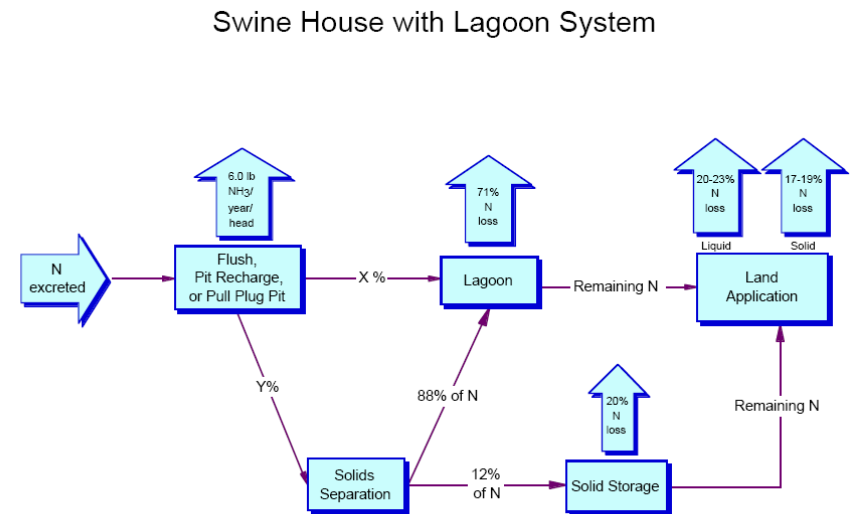 Swine House with Lagoon System
6.0 lb
NH3/
year/
head
71%
N
loss
20-23%
N
loss
17-19%
N
loss
Liquid
Solid
N
excreted
Flush,
Pit Recharge,
or Pull Plug Pit
X %
Lagoon
Remaining N
Land
Application
Y%
88% of N
20%
N
loss
Remaining N
Solids
Separation
12%
of N
Solid Storage